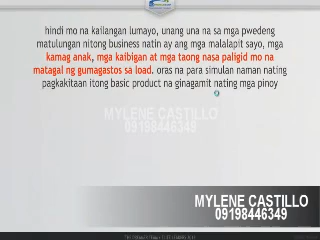 hindi mo na kailangan lumayo, unang una na sa mga pwedeng
matulungan nitong business natin ay ang mga malalapit sayo, mga
kamag anak, mga kaibigan at mga taong nasa paligid mo na
matagal ng gumagastos sa load. oras na para simulan naman nating
pagkakitaan itong basic product na ginagamit nating mga pinoy
MYLENE CASTILLO
09198446349
MYLENE CASTILLO
09198446349